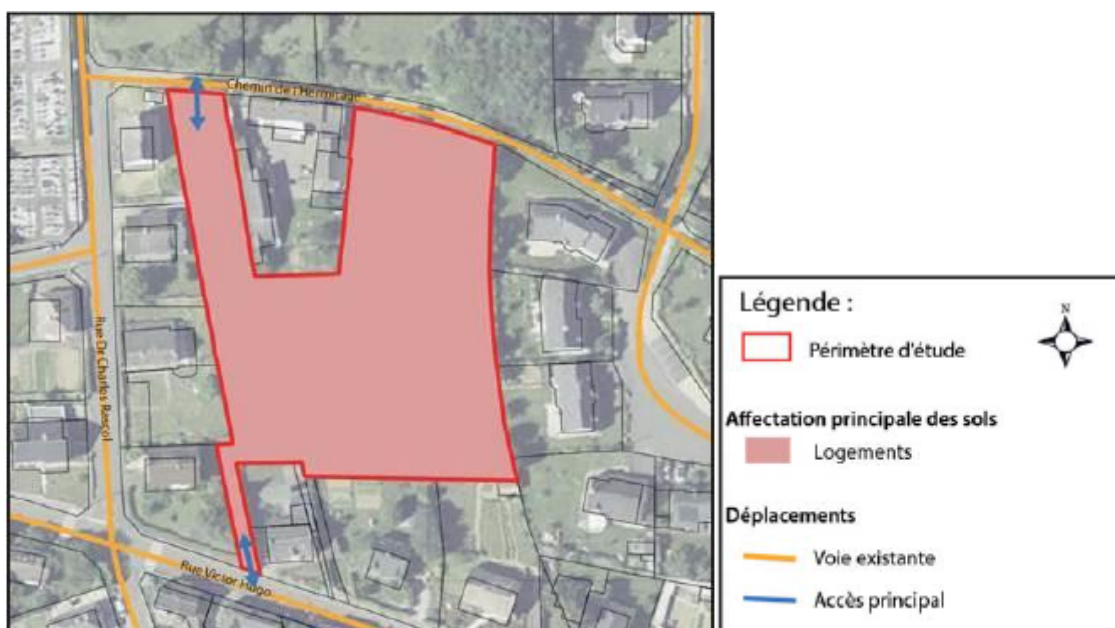 Chemin de l'Hermitage
Rue Dr Charles Rascol
Rue Victor Hugo
Légende :
N
Périmètre d'étude
Affectation principale des sols
Logements
Déplacements
Voie existante
Accès principal